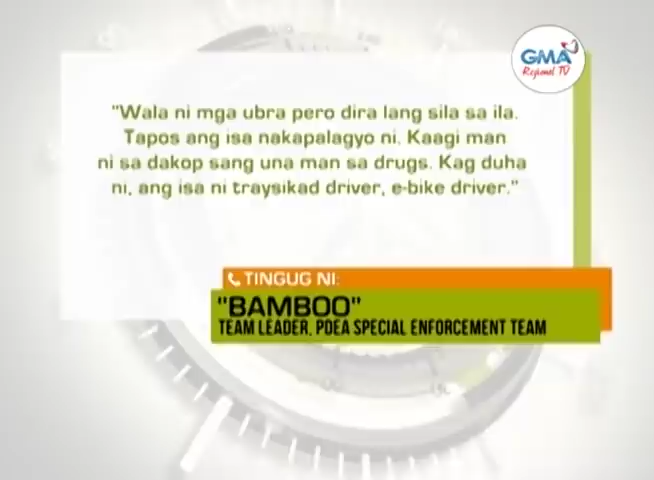 GMA
Regional TV
"Wala ni mga ubra pero dira lang sila sa ila.
Tapos ang isa nakapalagyo ni. Kaagi man
ni sa dakop sang una man sa drugs. Kag duha
ni, ang isa ni traysikad driver, e-bike driver."
TINGUG NI:
"BAMBOO"
TEAM LEADER, PDEA SPECIAL ENFORCEMENT TEAM